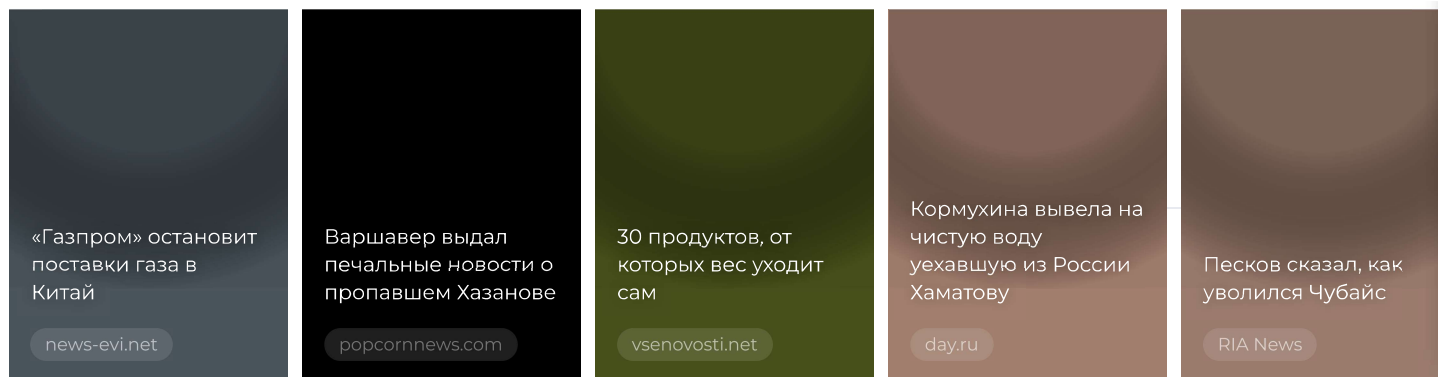 «Газпром» остановит
поставки газа в
Китай
news-evi.net
Варшавер выдал
печальные новости о
пропавшем Хазанове
popcornnews.com
30 продуктов, от
которых вес уходит
сам
vsenovosti.net
Кормухина вывела на
чистую воду
уехавшую из России
Хаматову
day.ru
Песков сказал, как
уволился Чубайс
RIA News